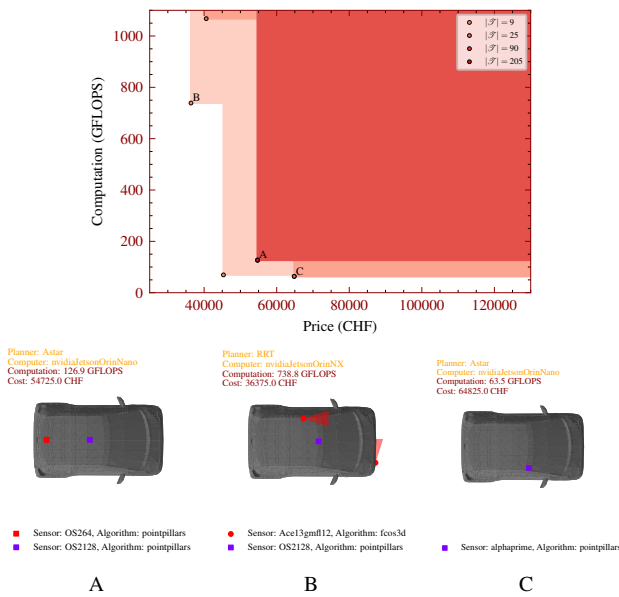 |𝒯| = 9
|𝒯| = 25
|𝒯| = 90
|𝒯| = 205
1000
800
600
400
200
0
Computation (GFLOPS)
B
A
C
40000 60000 80000 100000 120000
Price (CHF)
Planner: Astar
Computer: nvidiaJetsonOrinNano
Computation: 126.9 GFLOPS
Cost: 54725.0 CHF
Sensor: OS264, Algorithm: pointpillars
Sensor: OS2128, Algorithm: pointpillars
A
Planner: RRT
Computer: nvidiaJetsonOrinNX
Computation: 738.8 GFLOPS
Cost: 36375.0 CHF
Sensor: Ace13gmfl12, Algorithm: fcos3d
Sensor: OS2128, Algorithm: pointpillars
B
Planner: Astar
Computer: nvidiaJetsonOrinNano
Computation: 63.5 GFLOPS
Cost: 64825.0 CHF
Sensor: alphaprime, Algorithm: pointpillars
C